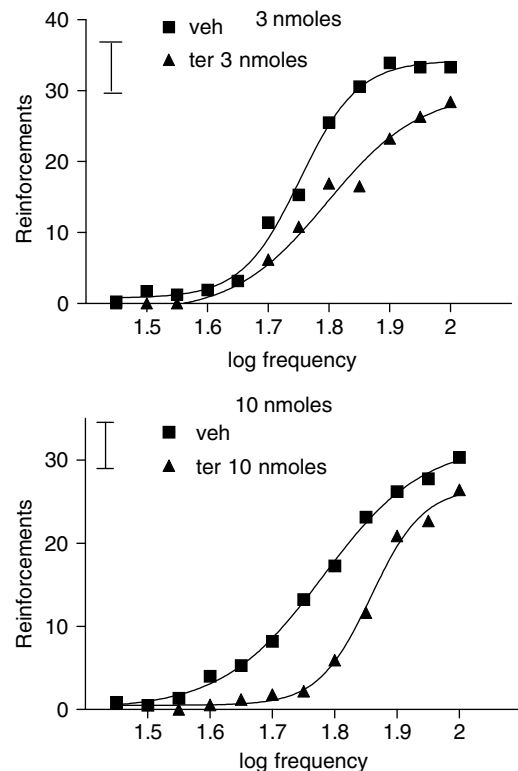 3 nmoles
veh
ter 3 nmoles
40
30
20
10
0
Reinforcements
1.5 1.6 1.7 1.8 1.9 2
log frequency
10 nmoles
veh
ter 10 nmoles
30
20
10
0
Reinforcements
1.5 1.6 1.7 1.8 1.9 2
log frequency